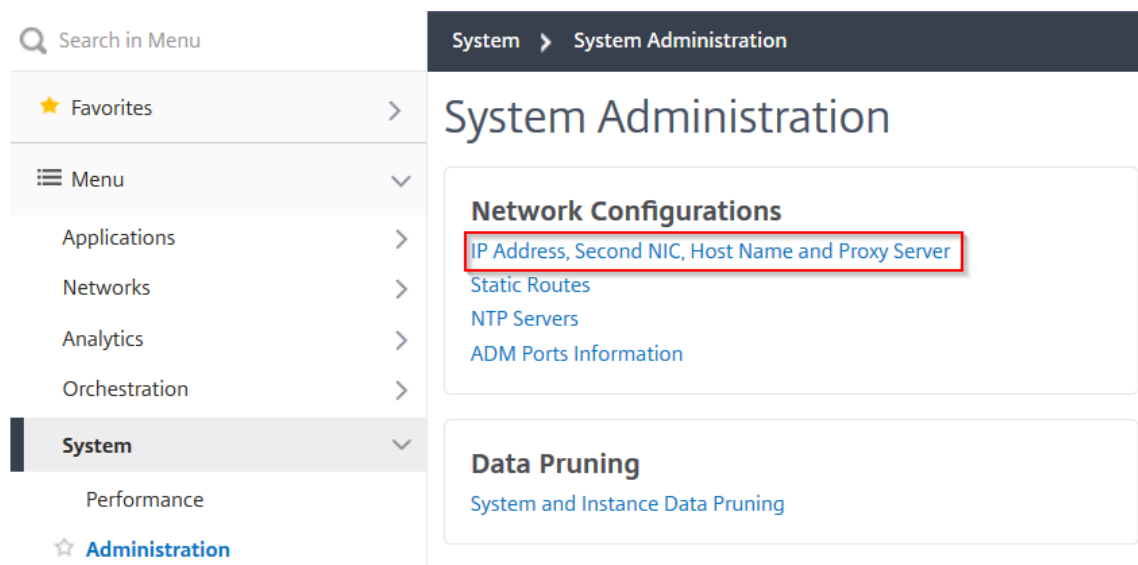 Search in Menu
Favorites
Menu
Applications
Networks
Analytics
Orchestration
System
Performance
Administration
System > System Administration
System Administration
Network Configurations
IP Address, Second NIC, Host Name and Proxy Server
Static Routes
NTP Servers
ADM Ports Information
Data Pruning
System and Instance Data Pruning